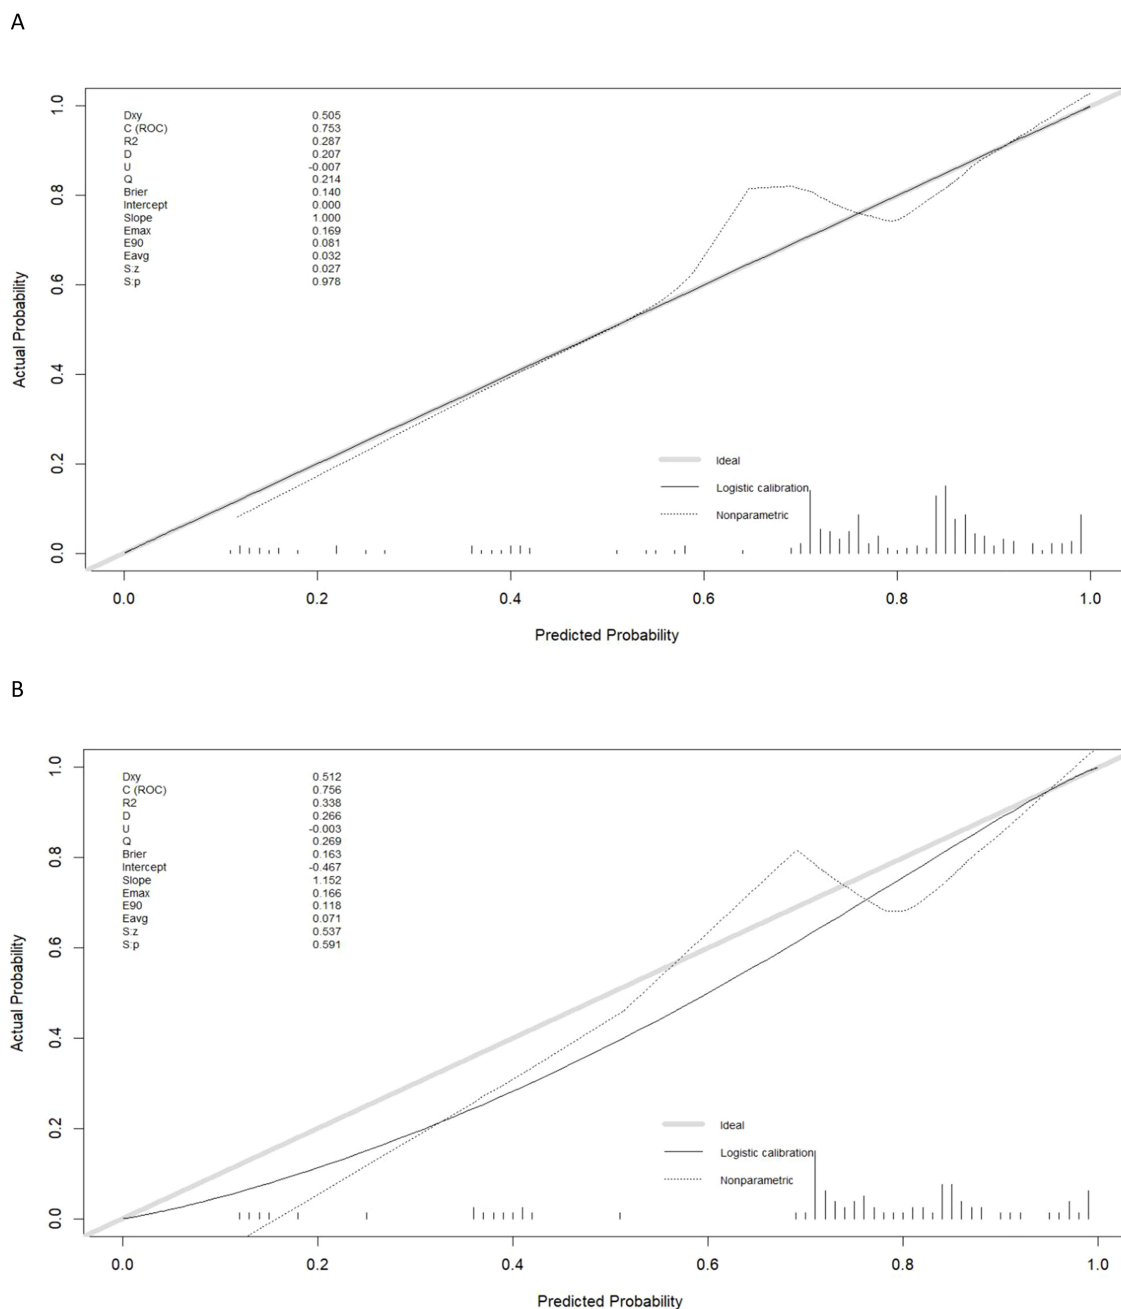 A
Dxy 0.505
C (ROC) 0.753
R2 0.287
D 0.207
U -0.007
Q 0.214
Brier 0.140
Intercept 0.000
Slope 1.000
Emax 0.169
E90 0.081
Eavg 0.032
S:z 0.027
S:p 0.978
1.0
0.8
0.6
0.4
0.2
0.0
Actual Probability
Ideal
Logistic calibration
Nonparametric
0.0 0.2 0.4 0.6 0.8 1.0
Predicted Probability
B
Dxy 0.512
C (ROC) 0.756
R2 0.338
D 0.266
U -0.003
Q 0.269
Brier 0.163
Intercept -0.467
Slope 1.152
Emax 0.166
E90 0.118
Eavg 0.071
S:z 0.537
S:p 0.591
1.0
0.8
0.6
0.4
0.2
0.0
Actual Probability
Ideal
Logistic calibration
Nonparametric
0.0 0.2 0.4 0.6 0.8 1.0
Predicted Probability